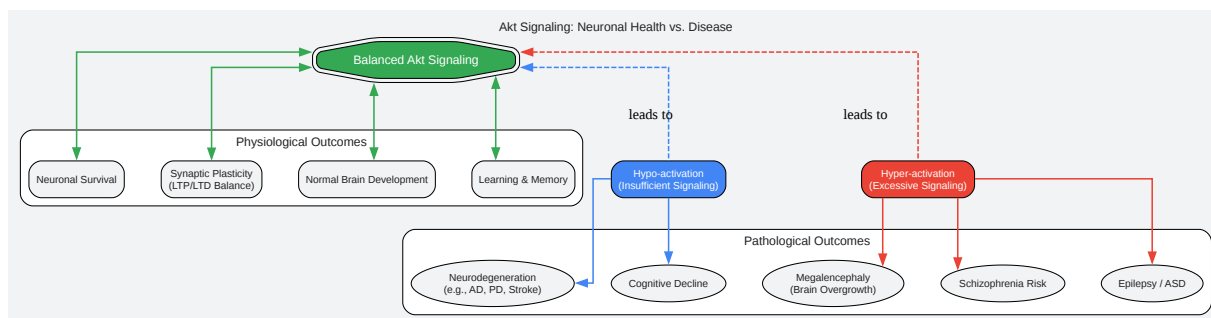 Akt Signaling: Neuronal Health vs. Disease
Balanced Akt Signaling
leads to
leads to
Physiological Outcomes
Neuronal Survival
Synaptic Plasticity
(LTP/LTD Balance)
Normal Brain Development
Learning & Memory
Hypo-activation
(Insufficient Signaling)
Hyper-activation
(Excessive Signaling)
Pathological Outcomes
Neurodegeneration
(e.g., AD, PD, Stroke)
Cognitive Decline
Megalencephaly
(Brain Overgrowth)
Schizophrenia Risk
Epilepsy / ASD